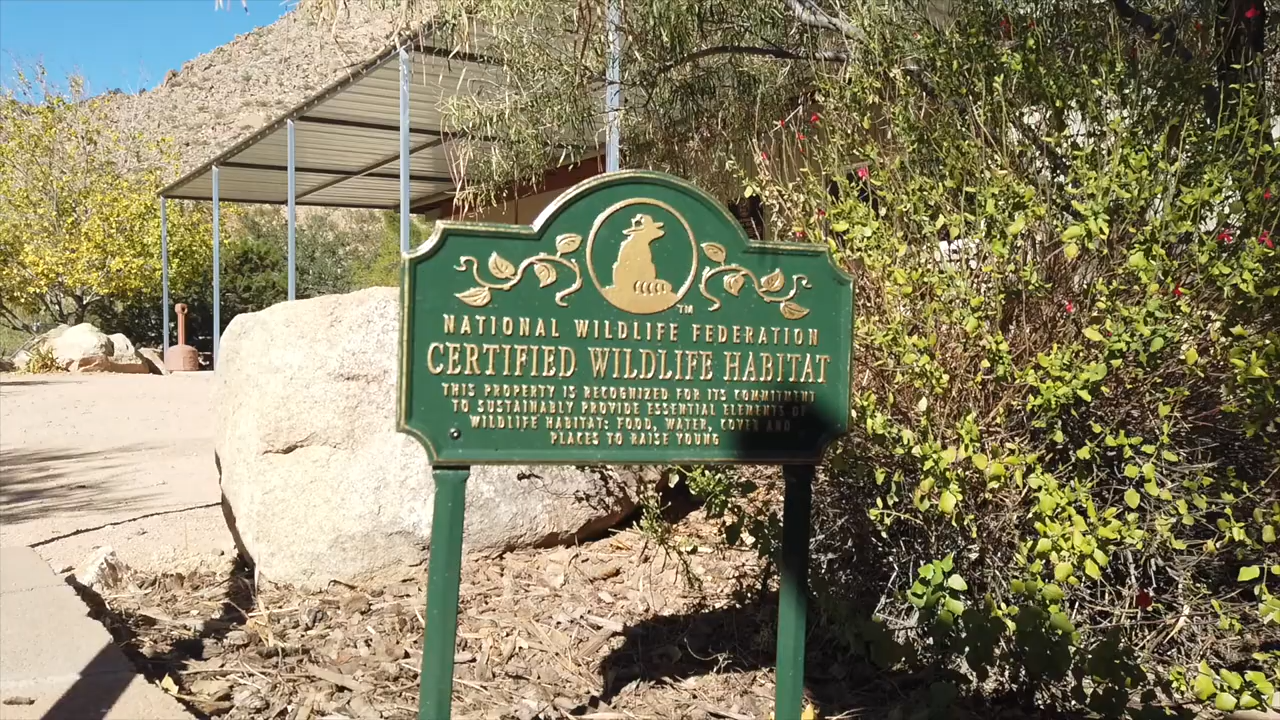 TM
NATIONAL WILDLIFE FEDERATION
CERTIFIED WILDLIFE HABITAT
THIS PROPERTY IS RECOGNIZED FOR ITS COMMITMENT
TO SUSTAINABLY PROVIDE ESSENTIAL ELEMENTS OF
WILDLIFE HABITAT: FOOD, WATER, COVER AND
PLACES TO RAISE YOUNG